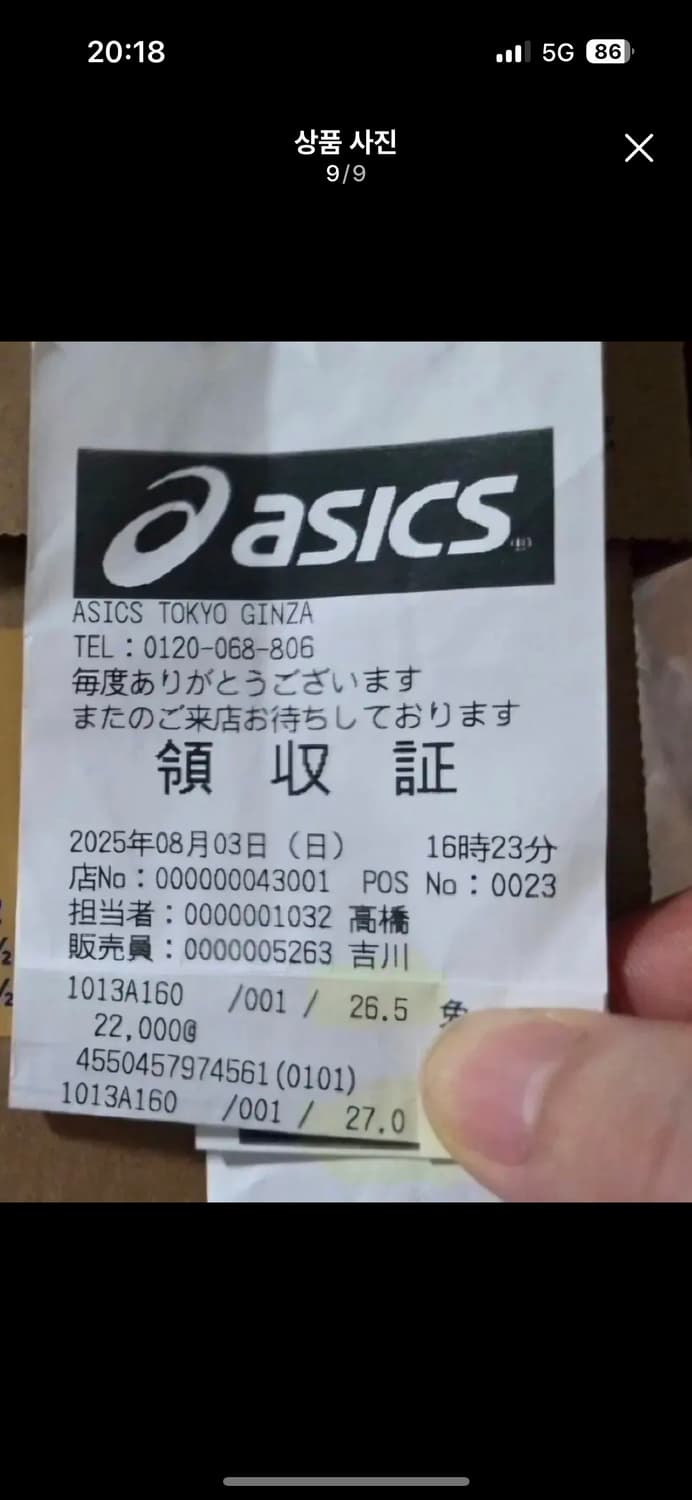 20:18
5G 86
상품 사진
9/9
asics
ASICS TOKYO GINZA
TEL：0120-068-806
毎度ありがとうございます
またのご来店お待ちしております
領 収 証
2025年08月03日（日） 16時23分
店No：000000043001 POS No：0023
担当者：0000001032 高橋
販売員：0000005263 吉川
1013A160 /001 / 26.5 免
22,000@
4550457974561(0101)
1013A160 /001 / 27.0